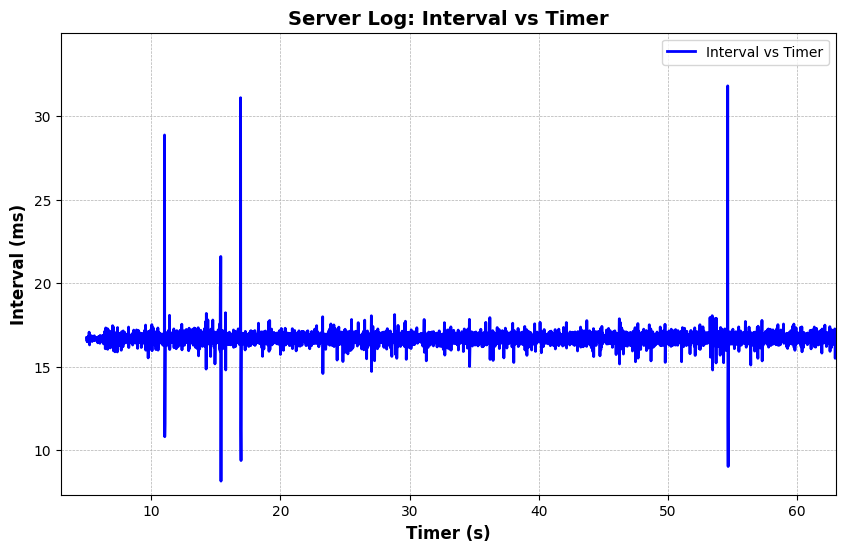 Server Log: Interval vs Timer
Interval vs Timer
30
25
20
15
10
Interval (ms)
10 20 30 40 50 60
Timer (s)